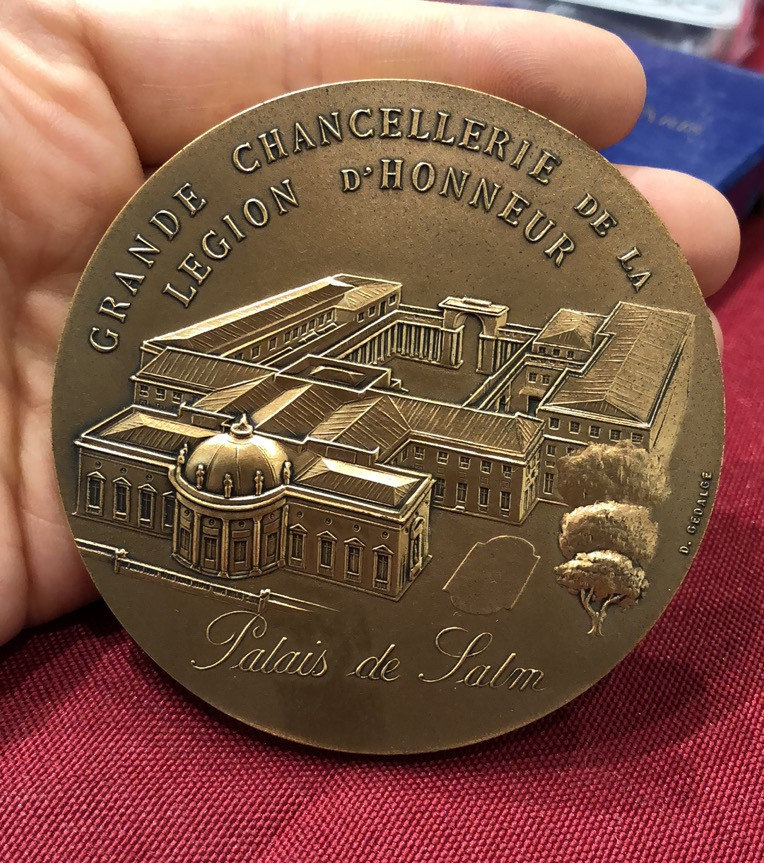 GRANDE CHANCELLERIE DE LA
LEGION D'HONNEUR
D. GEDALGE
Palais de Salm